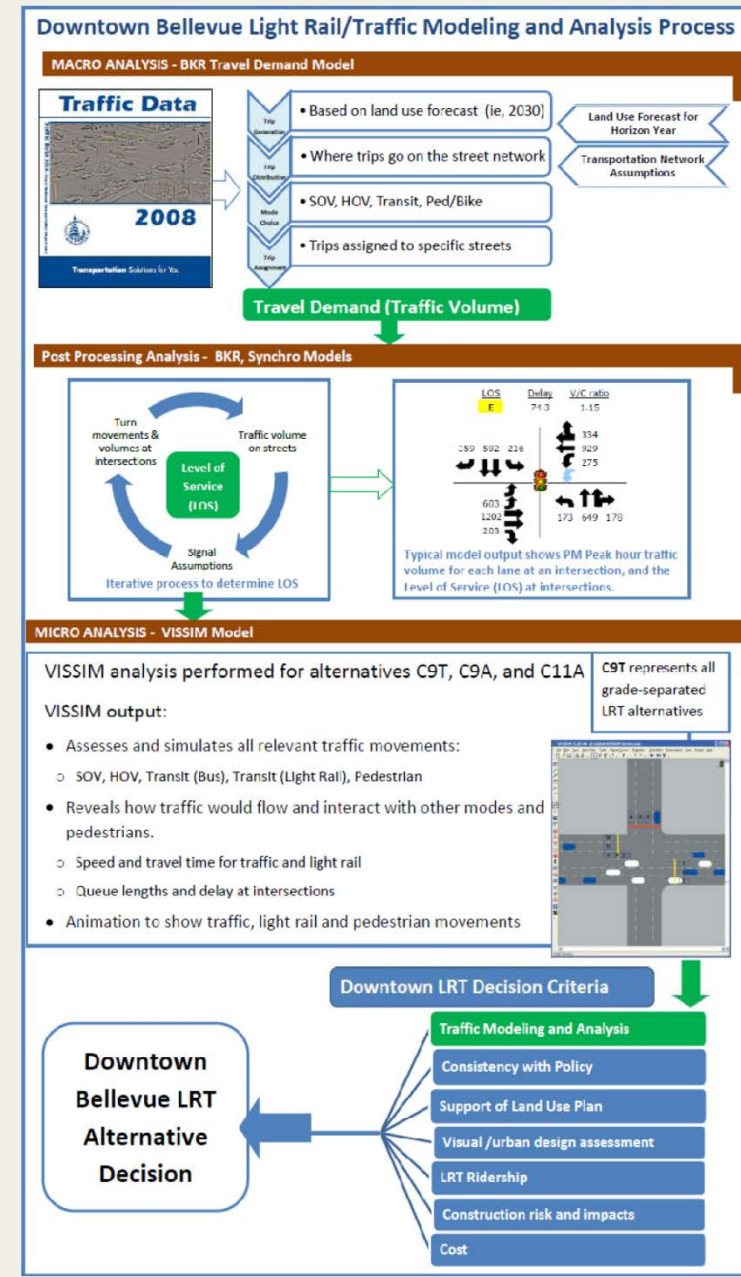 Downtown Bellevue Light Rail/Traffic Modeling and Analysis Process
MACRO ANALYSIS - BKR Travel Demand Model
Traffic Data
2008
Transportation Solutions for You
Trip
Generation
Trip
Distribution
Mode
Choice
Trip
Assignment
• Based on land use forecast (ie, 2030)
• Where trips go on the street network
• SOV, HOV, Transit, Ped/Bike
• Trips assigned to specific streets
Land Use Forecast for
Horizon Year
Transportation Network
Assumptions
Travel Demand (Traffic Volume)
Post Processing Analysis - BKR, Synchro Models
Turn
movements &
volumes at
intersections
Traffic volume
on streets
Level of
Service
(LOS)
Signal
Assumptions
Iterative process to determine LOS
LOS Delay V/C ratio
E 74.3 1.15
334
929
275
359 592 216
603
1202
203
173 649 178
Typical model output shows PM Peak hour traffic
volume for each lane at an intersection, and the
Level of Service (LOS) at intersections.
MICRO ANALYSIS - VISSIM Model
VISSIM analysis performed for alternatives C9T, C9A, and C11A
VISSIM output:
• Assesses and simulates all relevant traffic movements:
o SOV, HOV, Transit (Bus), Transit (Light Rail), Pedestrian
• Reveals how traffic would flow and interact with other modes and
pedestrians.
o Speed and travel time for traffic and light rail
o Queue lengths and delay at intersections
• Animation to show traffic, light rail and pedestrian movements
C9T represents all
grade-separated
LRT alternatives
Downtown LRT Decision Criteria
Traffic Modeling and Analysis
Consistency with Policy
Support of Land Use Plan
Visual /urban design assessment
LRT Ridership
Construction risk and impacts
Cost
Downtown
Bellevue LRT
Alternative
Decision